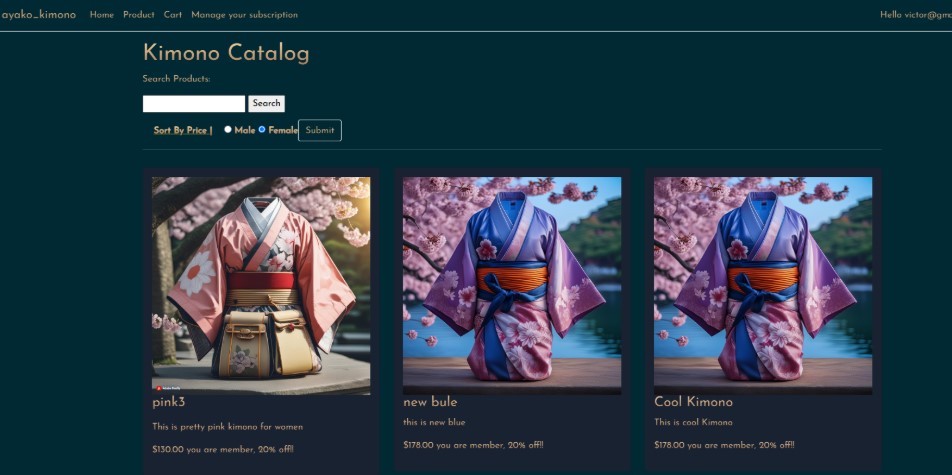 ayako_kimono Home Product Cart Manage your subscription Hello victor@gma
Kimono Catalog
Search Products:
Search
Sort By Price | Male Female Submit
pink3
This is pretty pink kimono for women
$130.00 you are member, 20% off!!
new bule
this is new blue
$178.00 you are member, 20% off!!
Cool Kimono
This is cool Kimono
$178.00 you are member, 20% off!!